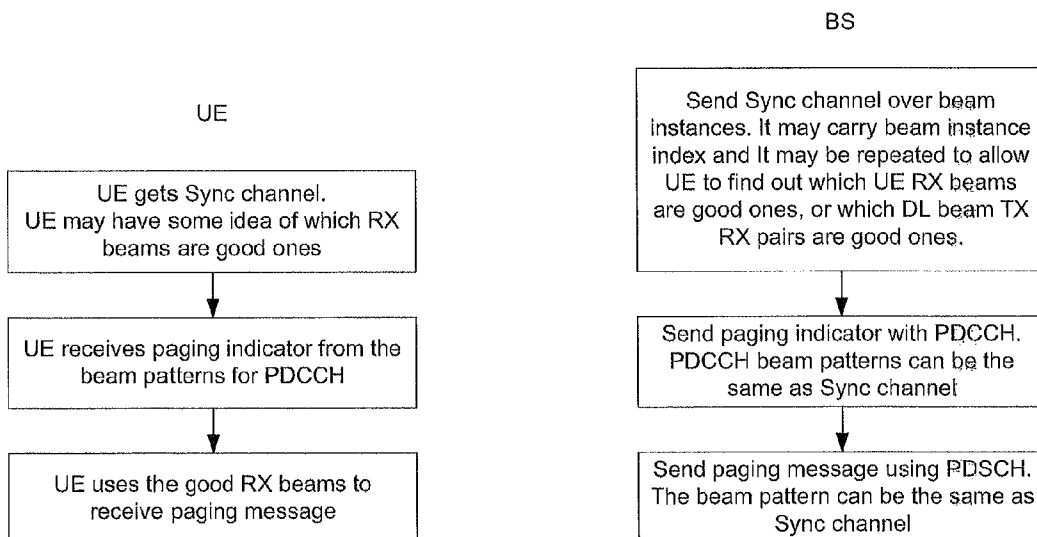 UE
UE gets Sync channel.
UE may have some idea of which RX
beams are good ones
UE receives paging indicator from the
beam patterns for PDCCH
UE uses the good RX beams to
receive paging message
BS
Send Sync channel over beam
instances. It may carry beam instance
index and It may be repeated to allow
UE to find out which UE RX beams
are good ones, or which DL beam TX
RX pairs are good ones.
Send paging indicator with PDCCH.
PDCCH beam patterns can be the
same as Sync channel
Send paging message using PDSCH.
The beam pattern can be the same as
Sync channel